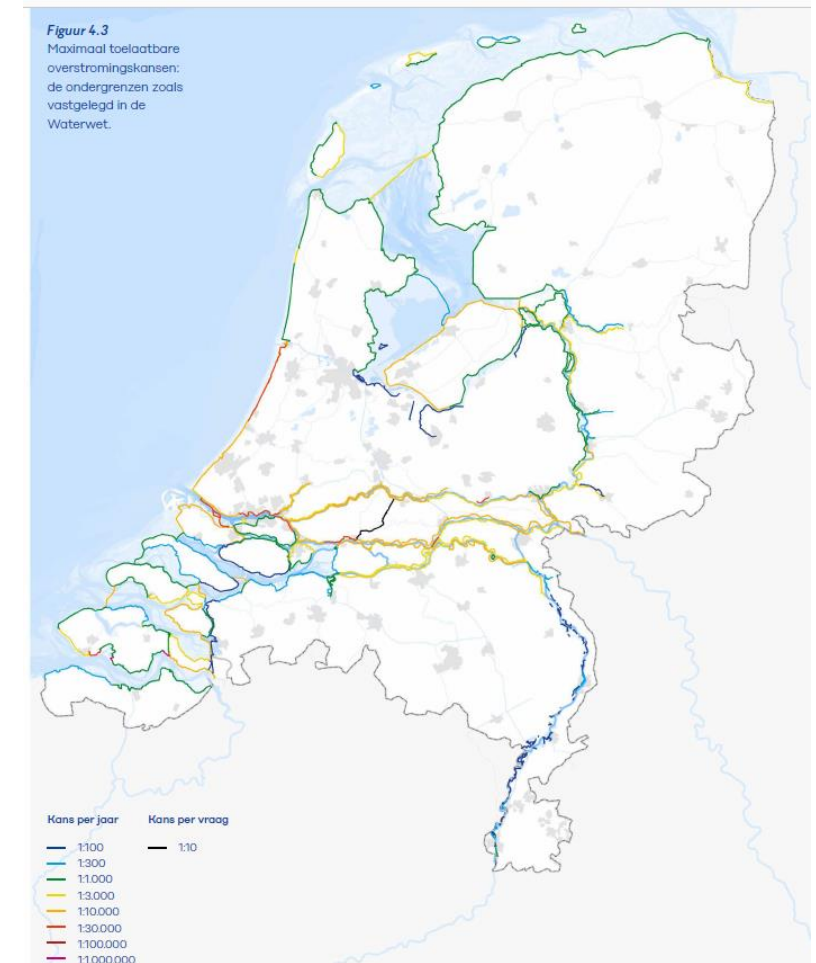 Figuur 4.3
Maximaal toelaatbare
overstromingskansen:
de ondergrenzen zoals
vastgelegd in de
Waterwet.
Kans per jaar
1:100
1:300
1:1.000
1:3.000
1:10.000
1:30.000
1:100.000
1:1.000.000
Kans per vraag
1:10